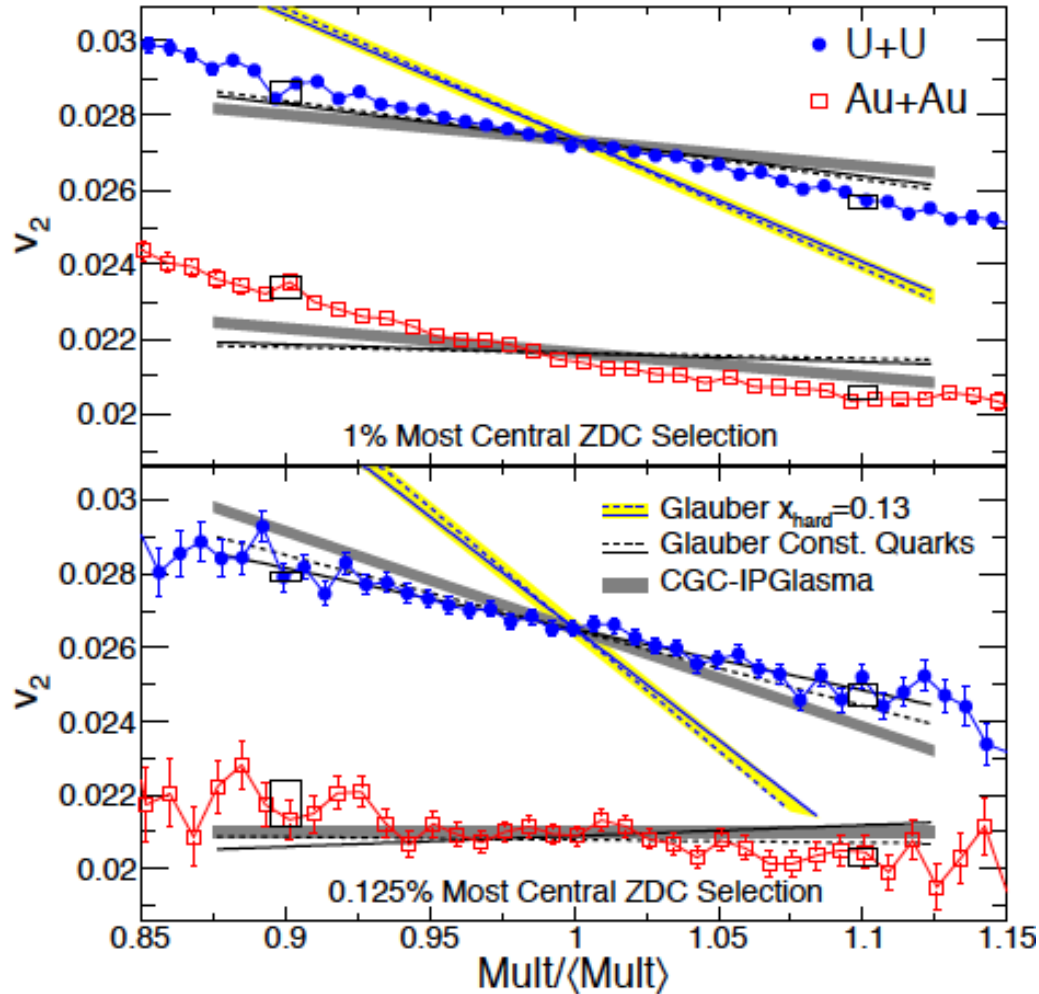 0.03
0.028
0.026
0.024
0.022
0.02
v2
U+U
Au+Au
1% Most Central ZDC Selection
0.03
0.028
0.026
0.024
0.022
0.02
v2
Glauber xhard=0.13
Glauber Const. Quarks
CGC-IPGlasma
0.125% Most Central ZDC Selection
0.85 0.9 0.95 1 1.05 1.1 1.15
Mult/⟨Mult⟩